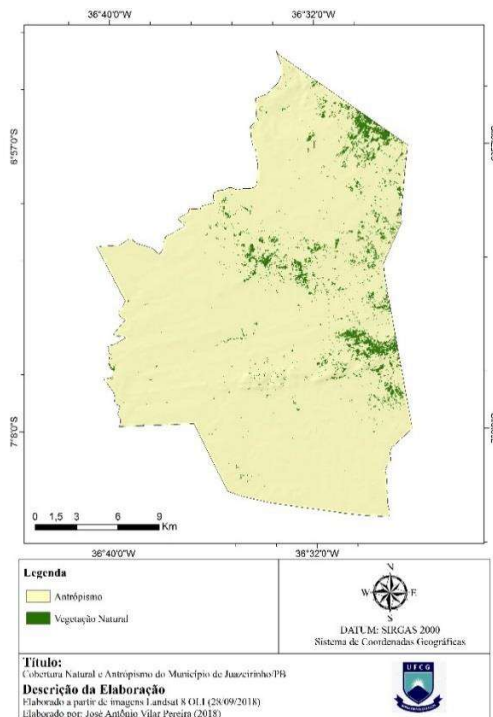 36°40'0"W 36°32'0"W
6°57'0"S
7°8'0"S
0 1,5 3 6 9
Km
36°40'0"W 36°32'0"W
Legenda
Antrópismo
Vegetação Natural
N
W E
S
DATUM: SIRGAS 2000
Sistema de Coordenadas Geográficas
Título:
Cobertura Natural e Antrópismo do Município de Juazeirinho/PB
Descrição da Elaboração
Elaborado a partir de imagens Landsat 8 OLI (28/09/2018)
Elaborado por: José Antônio Vilar Pereira (2018)
UFCG